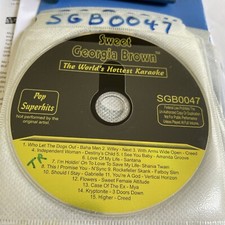 SGB0047
Sweet
Georgia Brown
The World's Hottest Karaoke
Pop
Superhits
Not performed by the
original artist
SGB0047
1. Who Let The Dogs Out - Baha Men 2. Why - Next 3. With Arms Wide Open - Creed
4. Independent Woman - Destiny's Child 5. I See You Baby - Groove
6. Love Of My Life - Santana
7. I'm Holdin' On To Love To Save My Life - Shania Twain
8. This I Promise You - N'Sync 9. Rockefeller Skank - Fatboy Slim
10. Should I Stay - Gabrielle 11. You're A God - Vertical Horizon
12. Flowers - Sweet Female Attitude
13. Case Of The Ex - Mya
14. Kryptonite - 3 Doors Down
15. Higher - Creed